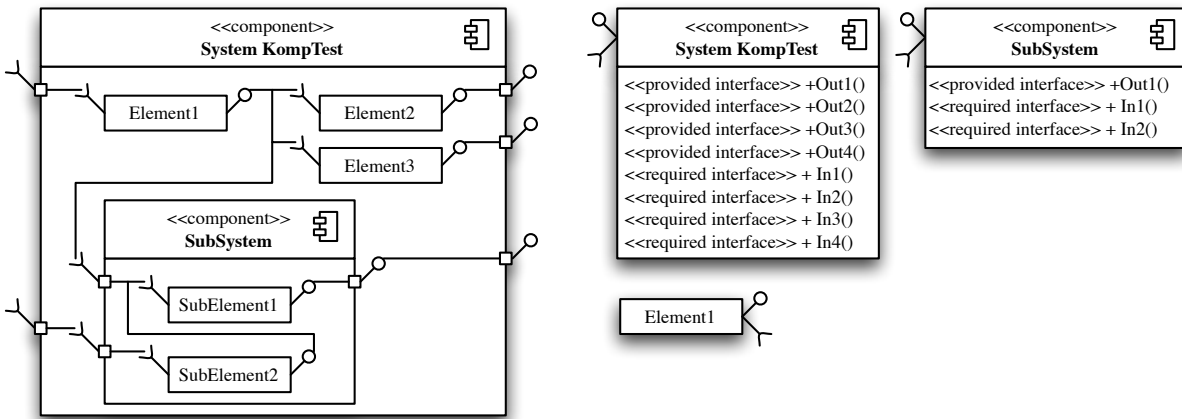 <<component>>
System KompTest
Element1
Element2
Element3
<<component>>
SubSystem
SubElement1
SubElement2
<<component>>
System KompTest
<<provided interface>> +Out1()
<<provided interface>> +Out2()
<<provided interface>> +Out3()
<<provided interface>> +Out4()
<<required interface>> + In1()
<<required interface>> + In2()
<<required interface>> + In3()
<<required interface>> + In4()
<<component>>
SubSystem
<<provided interface>> +Out1()
<<required interface>> + In1()
<<required interface>> + In2()
Element1